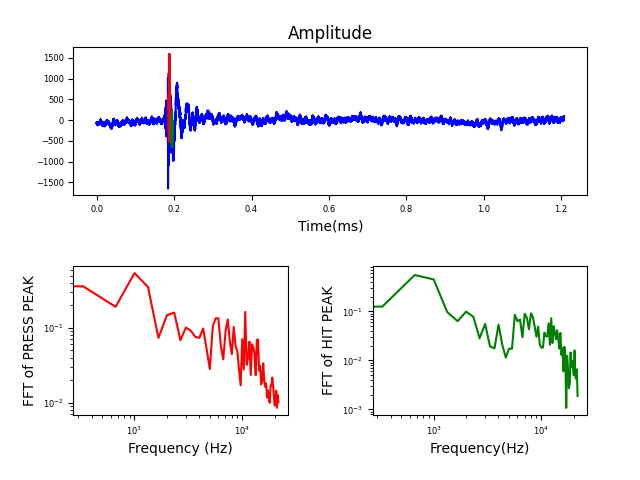 Amplitude
1500
1000
500
0
−500
−1000
−1500
0.0 0.2 0.4 0.6 0.8 1.0 1.2
Time(ms)
FFT of PRESS PEAK
10⁻¹
10⁻²
10³ 10⁴
Frequency (Hz)
FFT of HIT PEAK
10⁻¹
10⁻²
10⁻³
10³ 10⁴
Frequency(Hz)